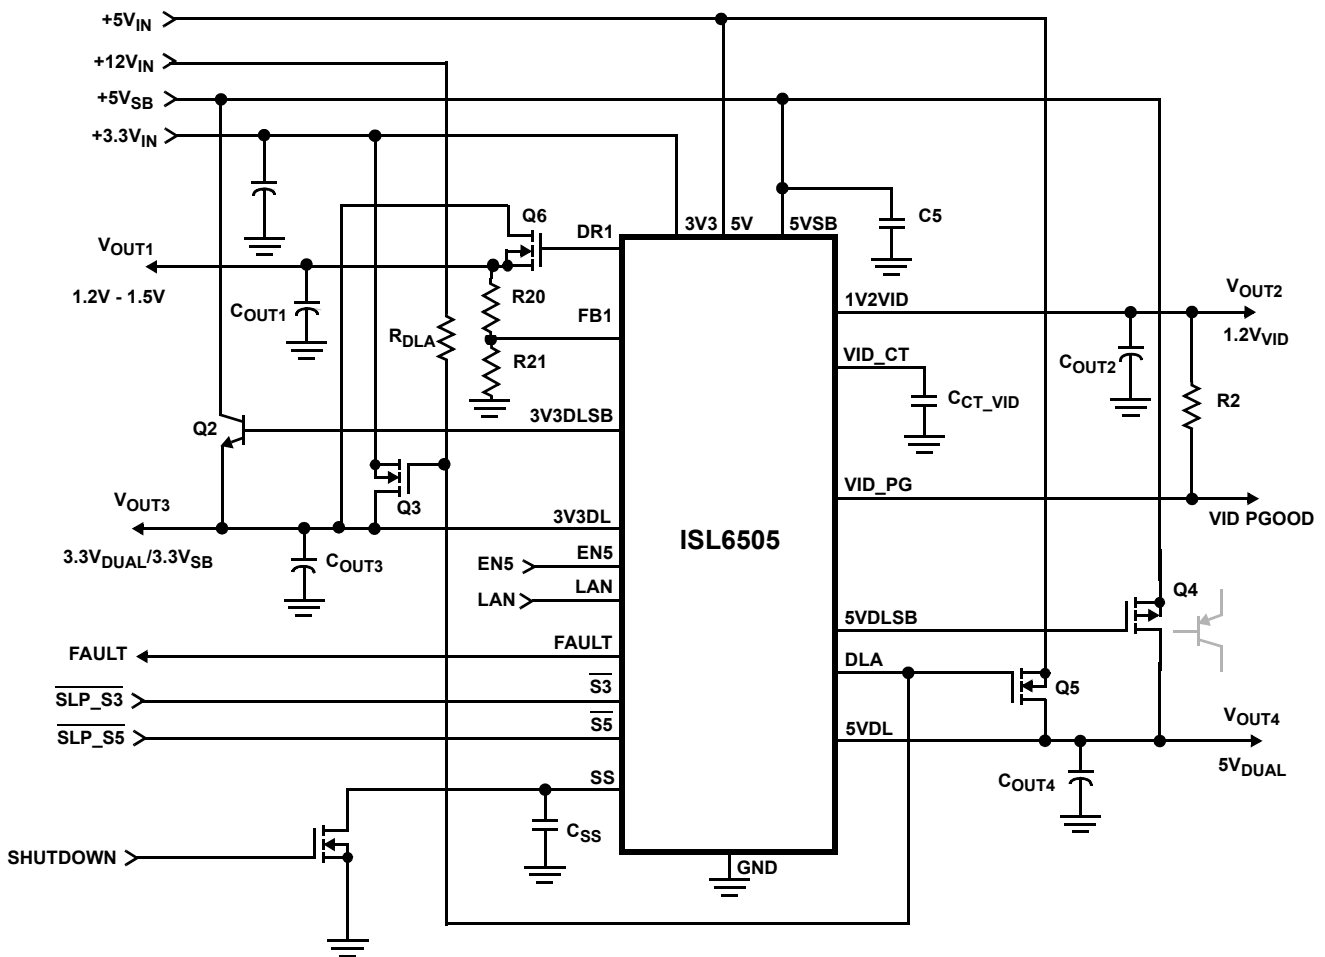 +5VIN
+12VIN
+5VSB
+3.3VIN
Q6
DR1
3V3
5V
5VSB
C5
VOUT1
1.2V - 1.5V
COUT1
R20
FB1
RDLA
R21
1V2VID
VOUT2
1.2VVID
VID_CT
COUT2
CCT_VID
R2
Q2
3V3DLSB
VID_PG
VID PGOOD
Q3
VOUT3
3V3DL
3.3VDUAL/3.3VSB
COUT3
ISL6505
EN5
EN5
LAN
LAN
5VDLSB
Q4
FAULT
FAULT
DLA
Q5
SLP_S3
S3
SLP_S5
S5
5VDL
VOUT4
5VDUAL
COUT4
SS
CSS
SHUTDOWN
GND